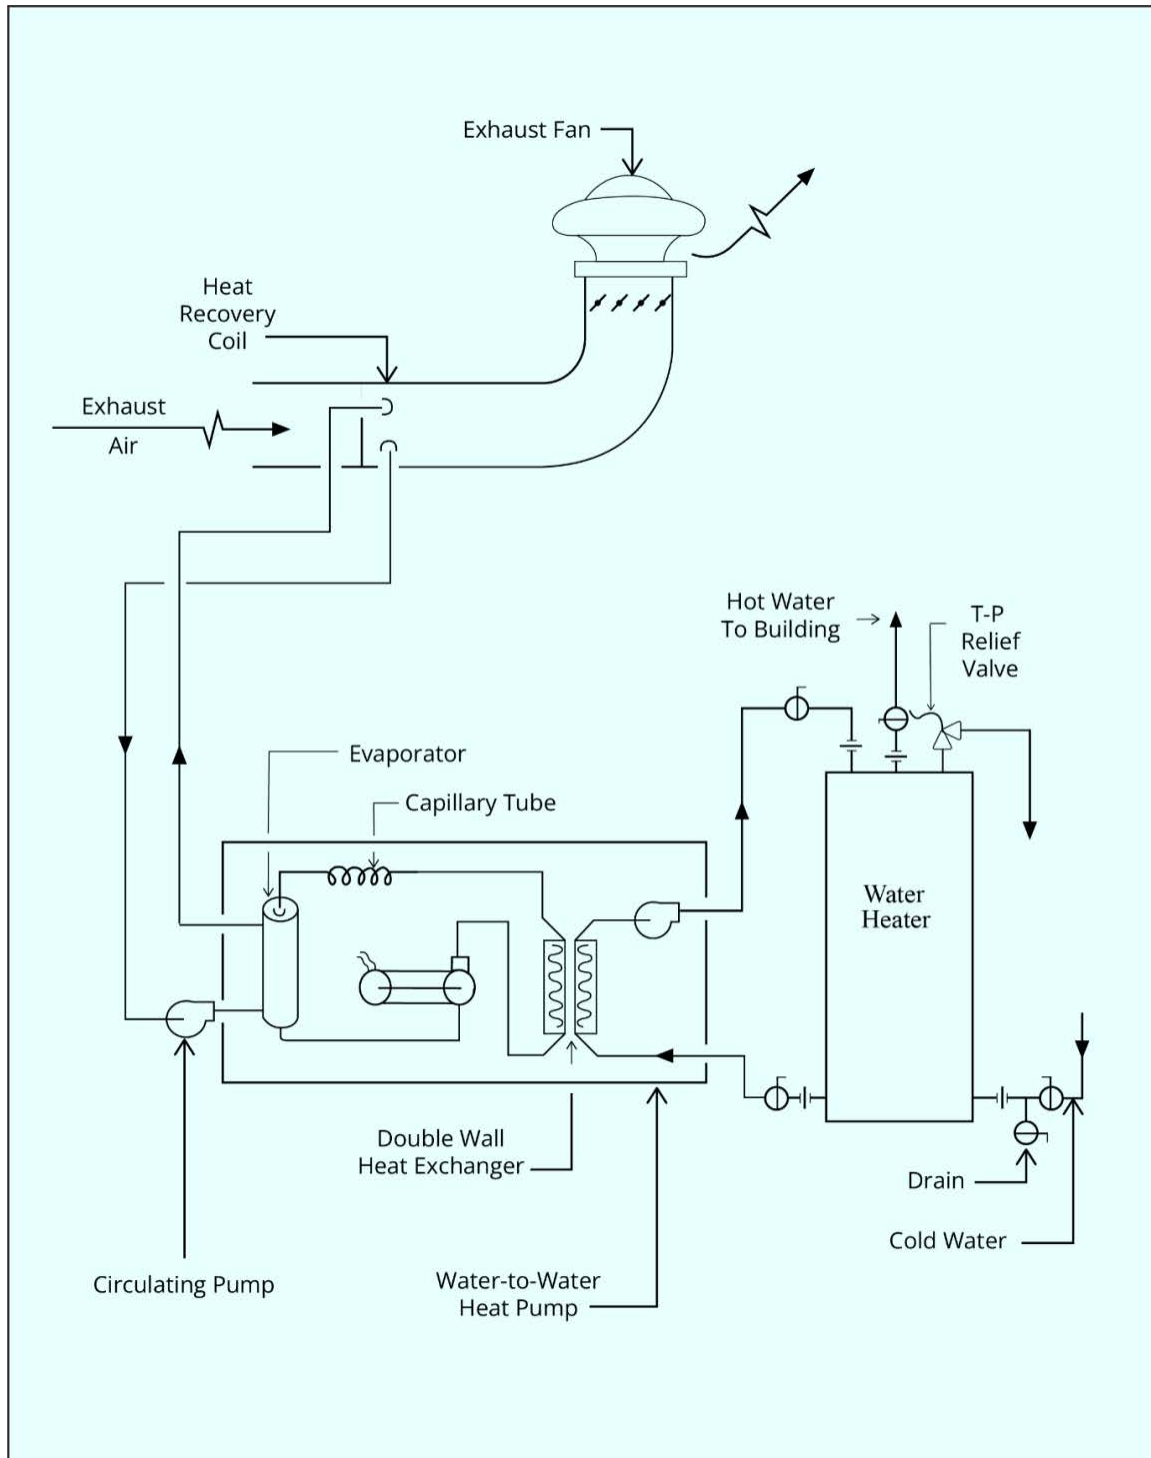 Exhaust Fan
Heat
Recovery
Coil
Exhaust
Air
Hot Water
To Building
T-P
Relief
Valve
Evaporator
Capillary Tube
Water
Heater
Double Wall
Heat Exchanger
Drain
Cold Water
Circulating Pump
Water-to-Water
Heat Pump